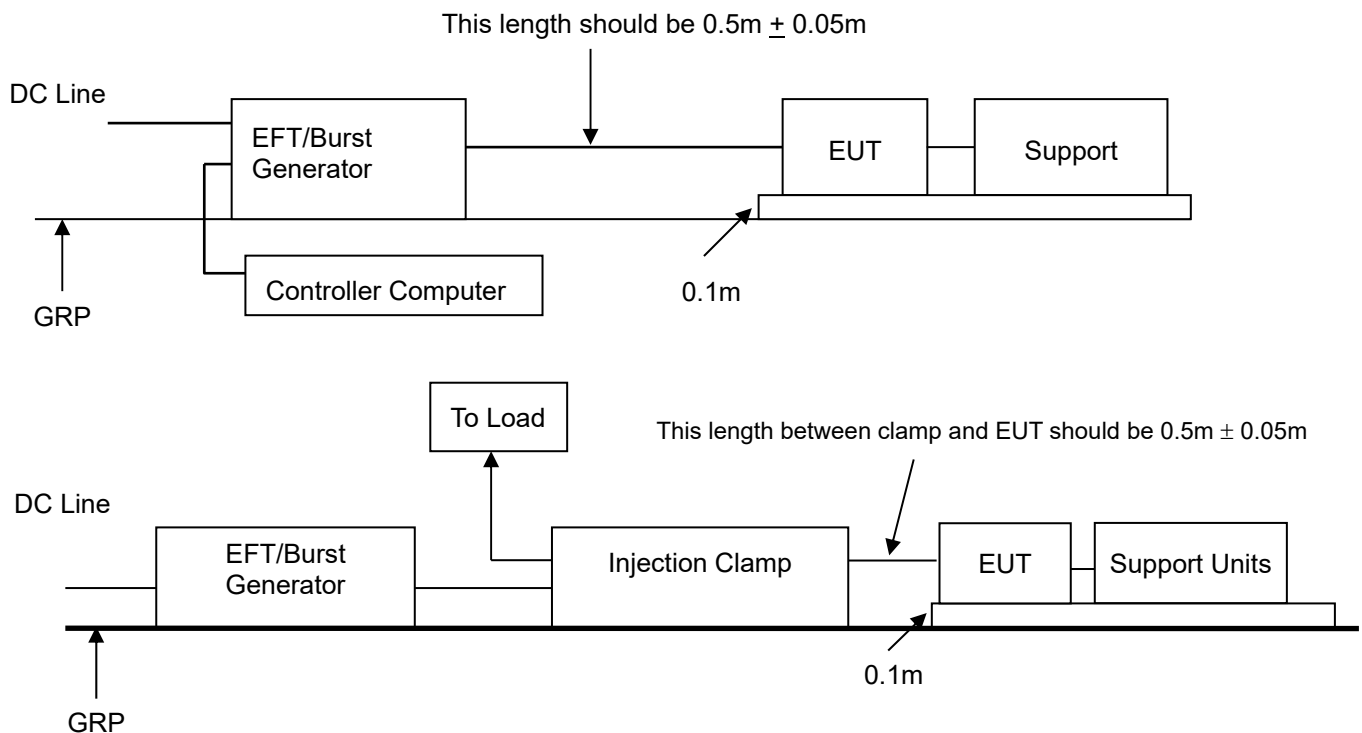 This length should be 0.5m ± 0.05m
DC Line
EFT/Burst
Generator
EUT
Support
Controller Computer
0.1m
GRP
To Load
This length between clamp and EUT should be 0.5m ± 0.05m
DC Line
EFT/Burst
Generator
Injection Clamp
EUT
Support Units
0.1m
GRP